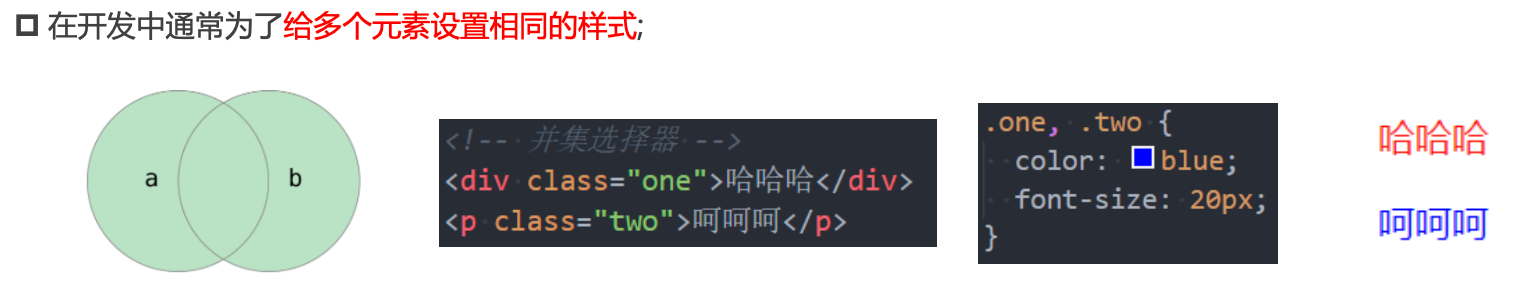 在开发中通常为了给多个元素设置相同的样式;
a b
<!-- 并集选择器 -->
<div class="one">哈哈哈</div>
<p class="two">呵呵呵</p>
.one, .two {
color: blue;
font-size: 20px;
}
哈哈哈
呵呵呵